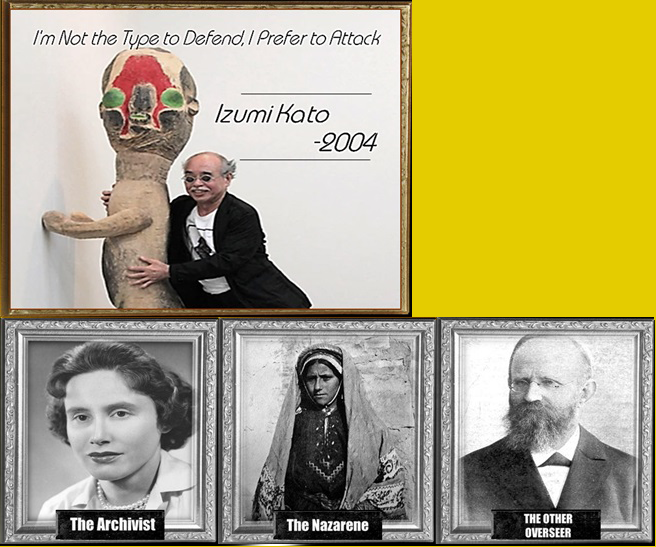 I'm Not the Type to Defend, I Prefer to Attack
Izumi Kato
-2004
The Archivist
The Nazarene
THE OTHER
OVERSEER